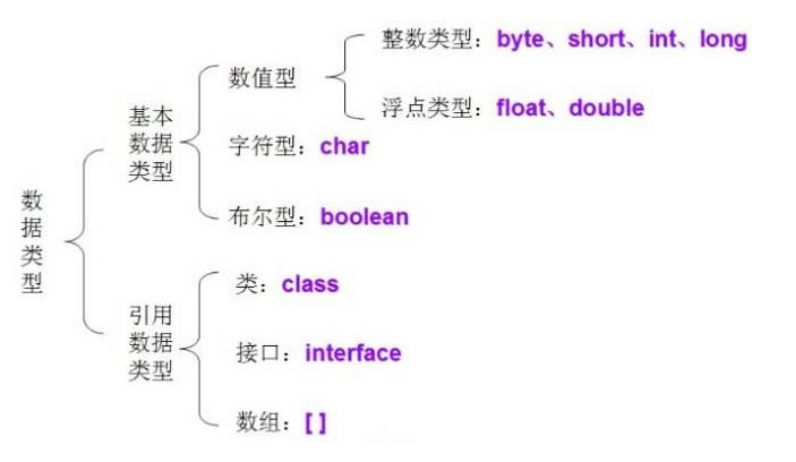 数据类型
基本数据类型
数值型
整数类型：byte、short、int、long
浮点类型：float、double
字符型：char
布尔型：boolean
引用数据类型
类：class
接口：interface
数组：[ ]